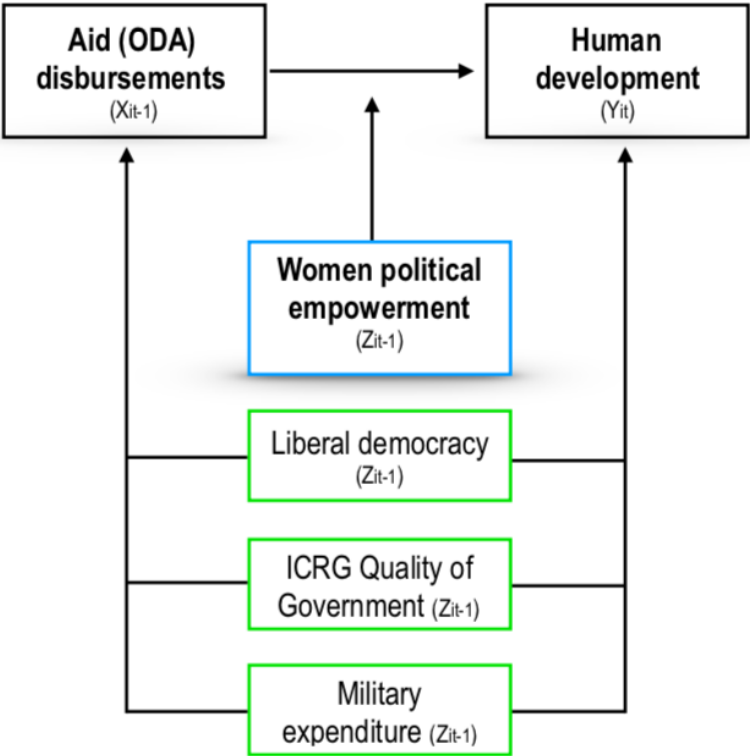 Aid (ODA)
disbursements
(Xit-1)
Human
development
(Yit)
Women political
empowerment
(Zit-1)
Liberal democracy
(Zit-1)
ICRG Quality of
Government (Zit-1)
Military
expenditure (Zit-1)